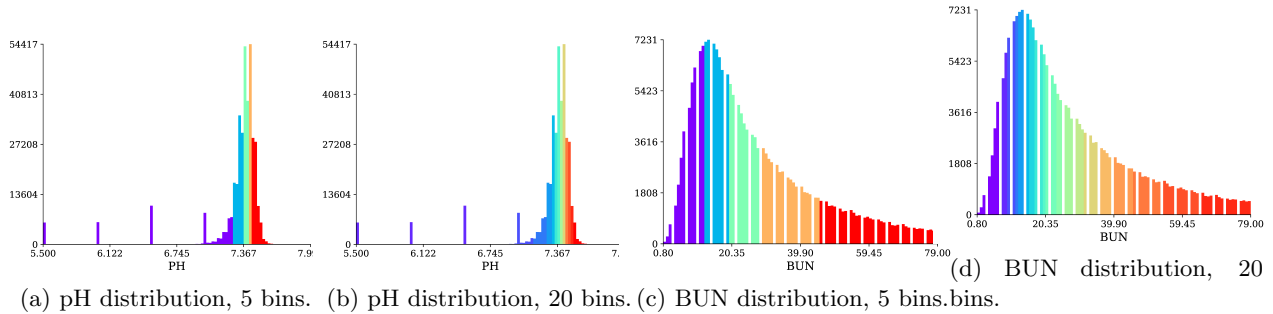 54417
40813
27208
13604
0
5.500 6.122 6.745 7.367 7.9
PH
(a) pH distribution, 5 bins.
54417
40813
27208
13604
0
5.500 6.122 6.745 7.367 7.
PH
(b) pH distribution, 20 bins.
7231
5423
3616
1808
0
0.80 20.35 39.90 59.45 79.00
BUN
(c) BUN distribution, 5 bins.
7231
5423
3616
1808
0
0.80 20.35 39.90 59.45 79.00
BUN
(d) BUN distribution, 20
bins.